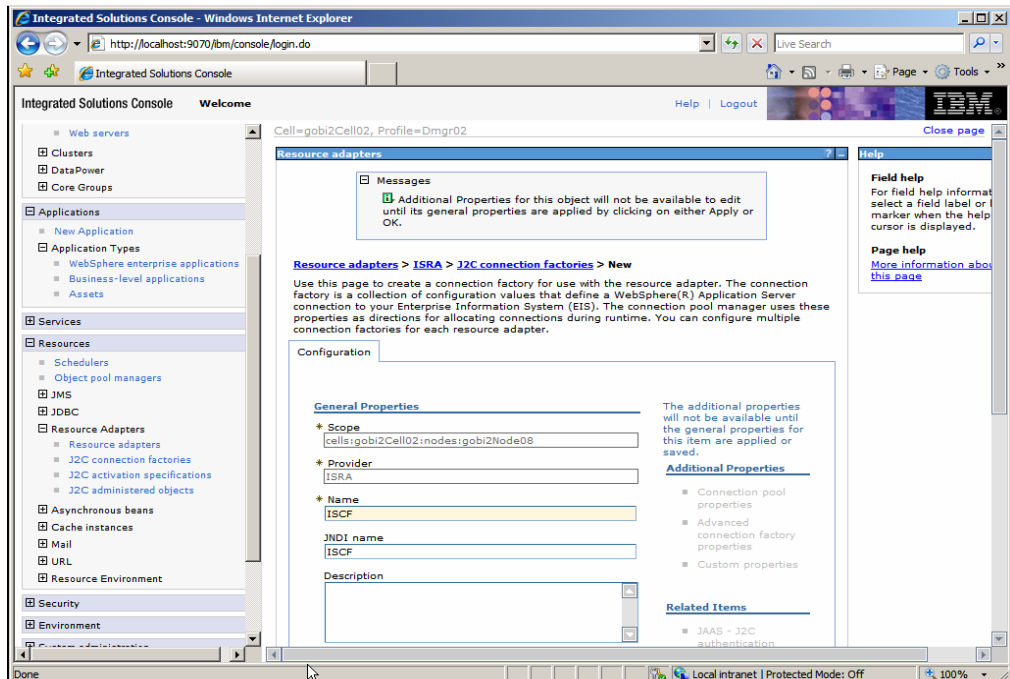 Integrated Solutions Console - Windows Internet Explorer
http://localhost:9070/ibm/console/login.do
Live Search
Integrated Solutions Console
Page
Tools
»
Integrated Solutions Console Welcome
Help | Logout
IBM.
Web servers
Clusters
DataPower
Core Groups
Applications
New Application
Application Types
WebSphere enterprise applications
Business-level applications
Assets
Services
Resources
Schedulers
Object pool managers
JMS
JDBC
Resource Adapters
Resource adapters
J2C connection factories
J2C activation specifications
J2C administered objects
Asynchronous beans
Cache instances
Mail
URL
Resource Environment
Security
Environment
System administration
Cell=gobi2Cell02, Profile=Dmgr02
Close page
Resource adapters
? -
Messages
Additional Properties for this object will not be available to edit
until its general properties are applied by clicking on either Apply or
OK.
Resource adapters > ISRA > J2C connection factories > New
Use this page to create a connection factory for use with the resource adapter. The connection
factory is a collection of configuration values that define a WebSphere(R) Application Server
connection to your Enterprise Information System (EIS). The connection pool manager uses these
properties as directions for allocating connections during runtime. You can configure multiple
connection factories for each resource adapter.
Configuration
General Properties
* Scope
cells:gobi2Cell02:nodes:gobi2Node08
* Provider
ISRA
* Name
ISCF
JNDI name
ISCF
Description
The additional properties
will not be available until
the general properties for
this item are applied or
saved.
Additional Properties
Connection pool
properties
Advanced
connection factory
properties
Custom properties
Related Items
JAAS - J2C
authentication
Help
Field help
For field help informat
select a field label or l
marker when the help
cursor is displayed.
Page help
More information abou
this page
Done
Local intranet | Protected Mode: Off
100%